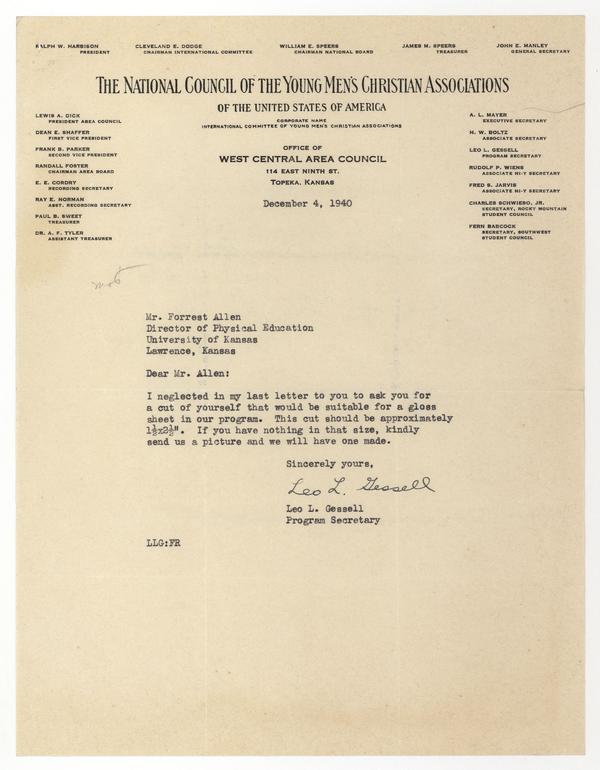 RALPH W. HARBISON
PRESIDENT
CLEVELAND E. DODGE
CHAIRMAN INTERNATIONAL COMMITTEE
WILLIAM E. SPEERS
CHAIRMAN NATIONAL BOARD
JAMES M. SPEERS
TREASURER
JOHN E. MANLEY
GENERAL SECRETARY
THE NATIONAL COUNCIL OF THE YOUNG MEN'S CHRISTIAN ASSOCIATIONS
OF THE UNITED STATES OF AMERICA
CORPORATE NAME
INTERNATIONAL COMMITTEE OF YOUNG MEN'S CHRISTIAN ASSOCIATIONS
LEWIS A. DICK
PRESIDENT AREA COUNCIL
DEAN E. SHAFFER
FIRST VICE PRESIDENT
FRANK B. PARKER
SECOND VICE PRESIDENT
RANDALL FOSTER
CHAIRMAN AREA BOARD
E. E. CORDRY
RECORDING SECRETARY
RAY E. NORMAN
ASST. RECORDING SECRETARY
PAUL B. SWEET
TREASURER
DR. A. F. TYLER
ASSISTANT TREASURER
OFFICE OF
WEST CENTRAL AREA COUNCIL
114 EAST NINTH ST.
TOPEKA, KANSAS
A. L. MAYER
EXECUTIVE SECRETARY
H. W. BOLTZ
ASSOCIATE SECRETARY
LEO L. GESSELL
PROGRAM SECRETARY
RUDOLF P. WIENS
ASSOCIATE HI-Y SECRETARY
FRED S. JARVIS
ASSOCIATE HI-Y SECRETARY
CHARLES SCHWIESO, JR.
SECRETARY, ROCKY MOUNTAIN
STUDENT COUNCIL
FERN BABCOCK
SECRETARY, SOUTHWEST
STUDENT COUNCIL
December 4, 1940
Mr. Forrest Allen
Director of Physical Education
University of Kansas
Lawrence, Kansas
Dear Mr. Allen:
I neglected in my last letter to you to ask you for
a cut of yourself that would be suitable for a gloss
sheet in our program. This cut should be approximately
1½x2½". If you have nothing in that size, kindly
send us a picture and we will have one made.
Sincerely yours,
Leo L. Gessell
Leo L. Gessell
Program Secretary
LLG:FR